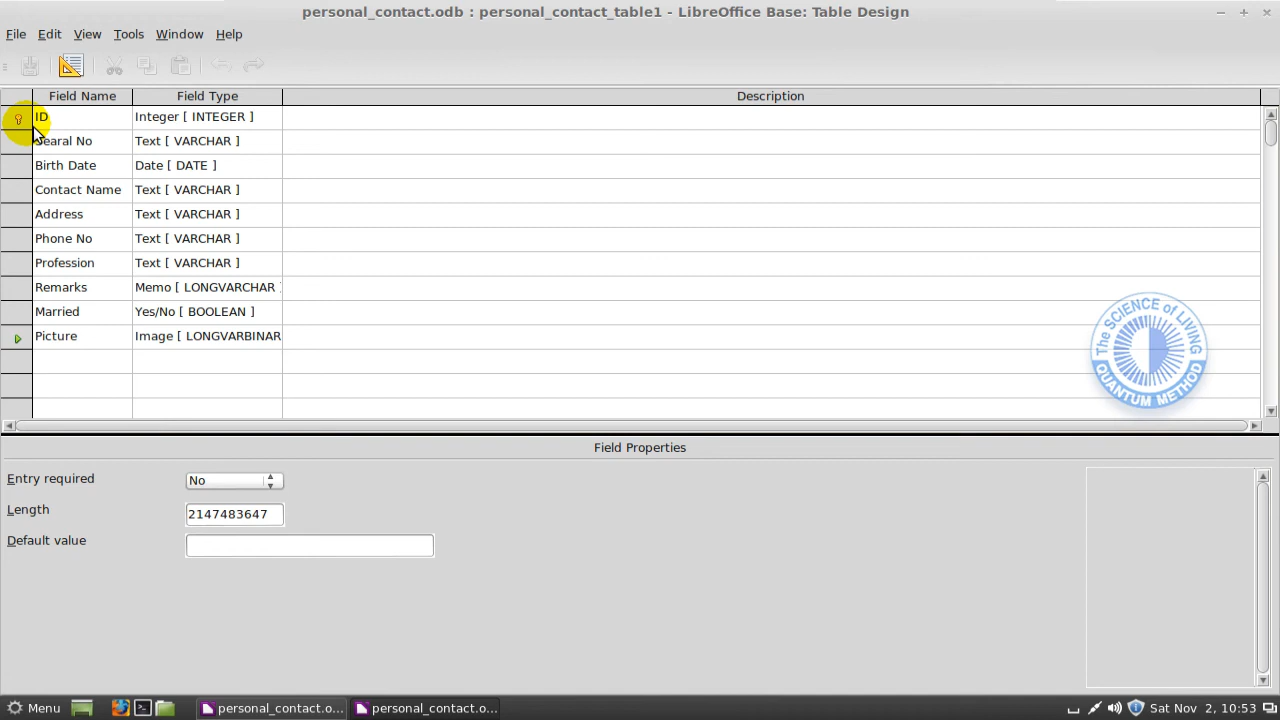 personal_contact.odb : personal_contact_table1 - LibreOffice Base: Table Design
File Edit View Tools Window Help
Field Name Field Type Description
ID Integer [ INTEGER ]
Searal No Text [ VARCHAR ]
Birth Date Date [ DATE ]
Contact Name Text [ VARCHAR ]
Address Text [ VARCHAR ]
Phone No Text [ VARCHAR ]
Profession Text [ VARCHAR ]
Remarks Memo [ LONGVARCHAR ]
Married Yes/No [ BOOLEAN ]
Picture Image [ LONGVARBINAR
The SCIENCE of LIVING
QUANTUM METHOD
Field Properties
Entry required No
Length 2147483647
Default value
Menu personal_contact.o... personal_contact.o... Sat Nov 2, 10:53